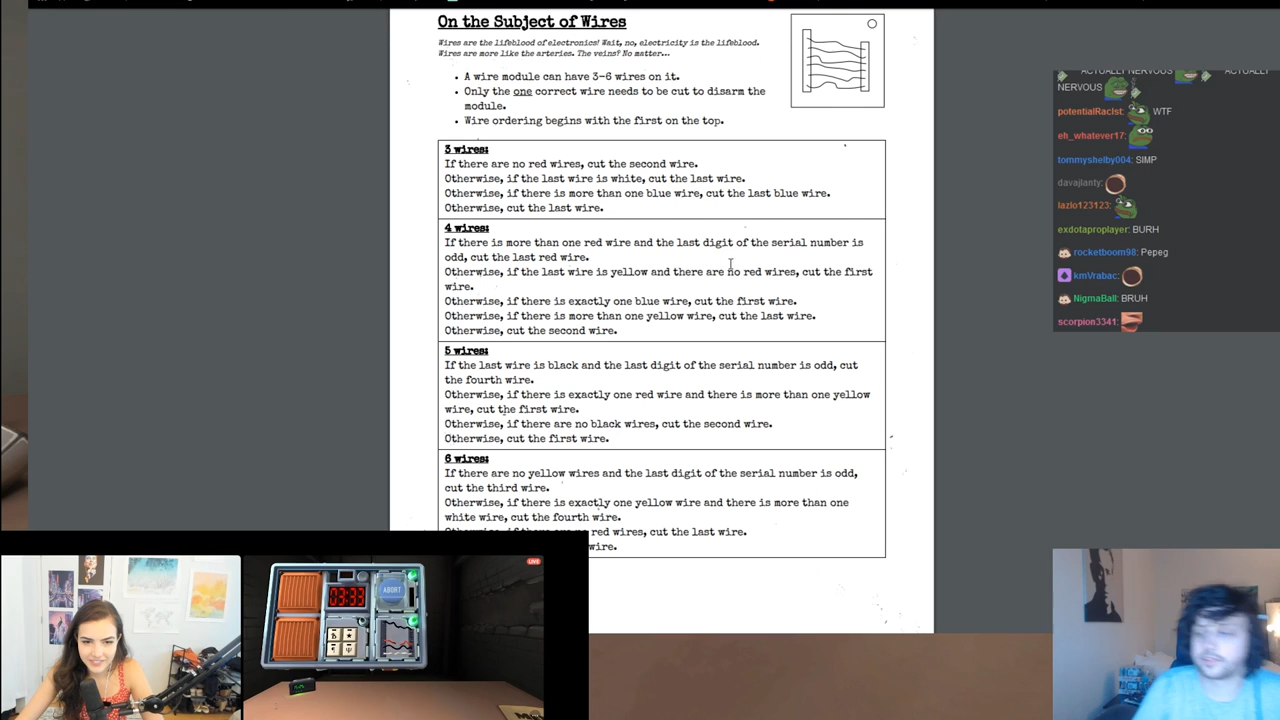 On the Subject of Wires
Wires are the lifeblood of electronics! Wait, no, electricity is the lifeblood.
Wires are more like the arteries. The veins? No matter...
• A wire module can have 3-6 wires on it.
• Only the one correct wire needs to be cut to disarm the
module.
• Wire ordering begins with the first on the top.
3 wires:
If there are no red wires, cut the second wire.
Otherwise, if the last wire is white, cut the last wire.
Otherwise, if there is more than one blue wire, cut the last blue wire.
Otherwise, cut the last wire.
4 wires:
If there is more than one red wire and the last digit of the serial number is
odd, cut the last red wire.
Otherwise, if the last wire is yellow and there are no red wires, cut the first
wire.
Otherwise, if there is exactly one blue wire, cut the first wire.
Otherwise, if there is more than one yellow wire, cut the last wire.
Otherwise, cut the second wire.
5 wires:
If the last wire is black and the last digit of the serial number is odd, cut
the fourth wire.
Otherwise, if there is exactly one red wire and there is more than one yellow
wire, cut the first wire.
Otherwise, if there are no black wires, cut the second wire.
Otherwise, cut the first wire.
6 wires:
If there are no yellow wires and the last digit of the serial number is odd,
cut the third wire.
Otherwise, if there is exactly one yellow wire and there is more than one
white wire, cut the fourth wire.
red wires, cut the last wire.
wire.
ACTUALLY NERVOUS ACTUALLY
NERVOUS
potentialRacIst: WTF
eh_whatever17:
tommyshelby004: SIMP
davajlanty:
lazlo123123:
exdotaproplayer: BURH
rocketboom98: Pepeg
kmVrabac:
NigmaBall: BRUH
scorpion3341:
LIVE
ABORT
03:33